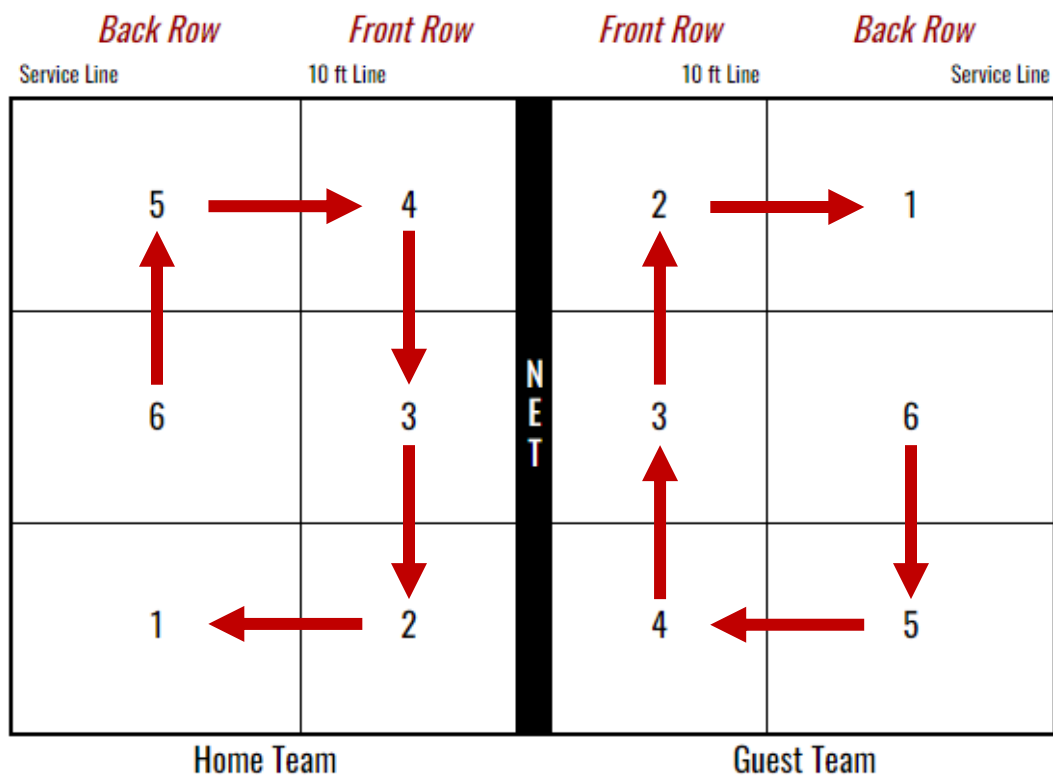 Back Row Front Row Front Row Back Row
Service Line 10 ft Line 10 ft Line Service Line
5 4 2 1
6 3 NET 3 6
1 2 4 5
Home Team Guest Team